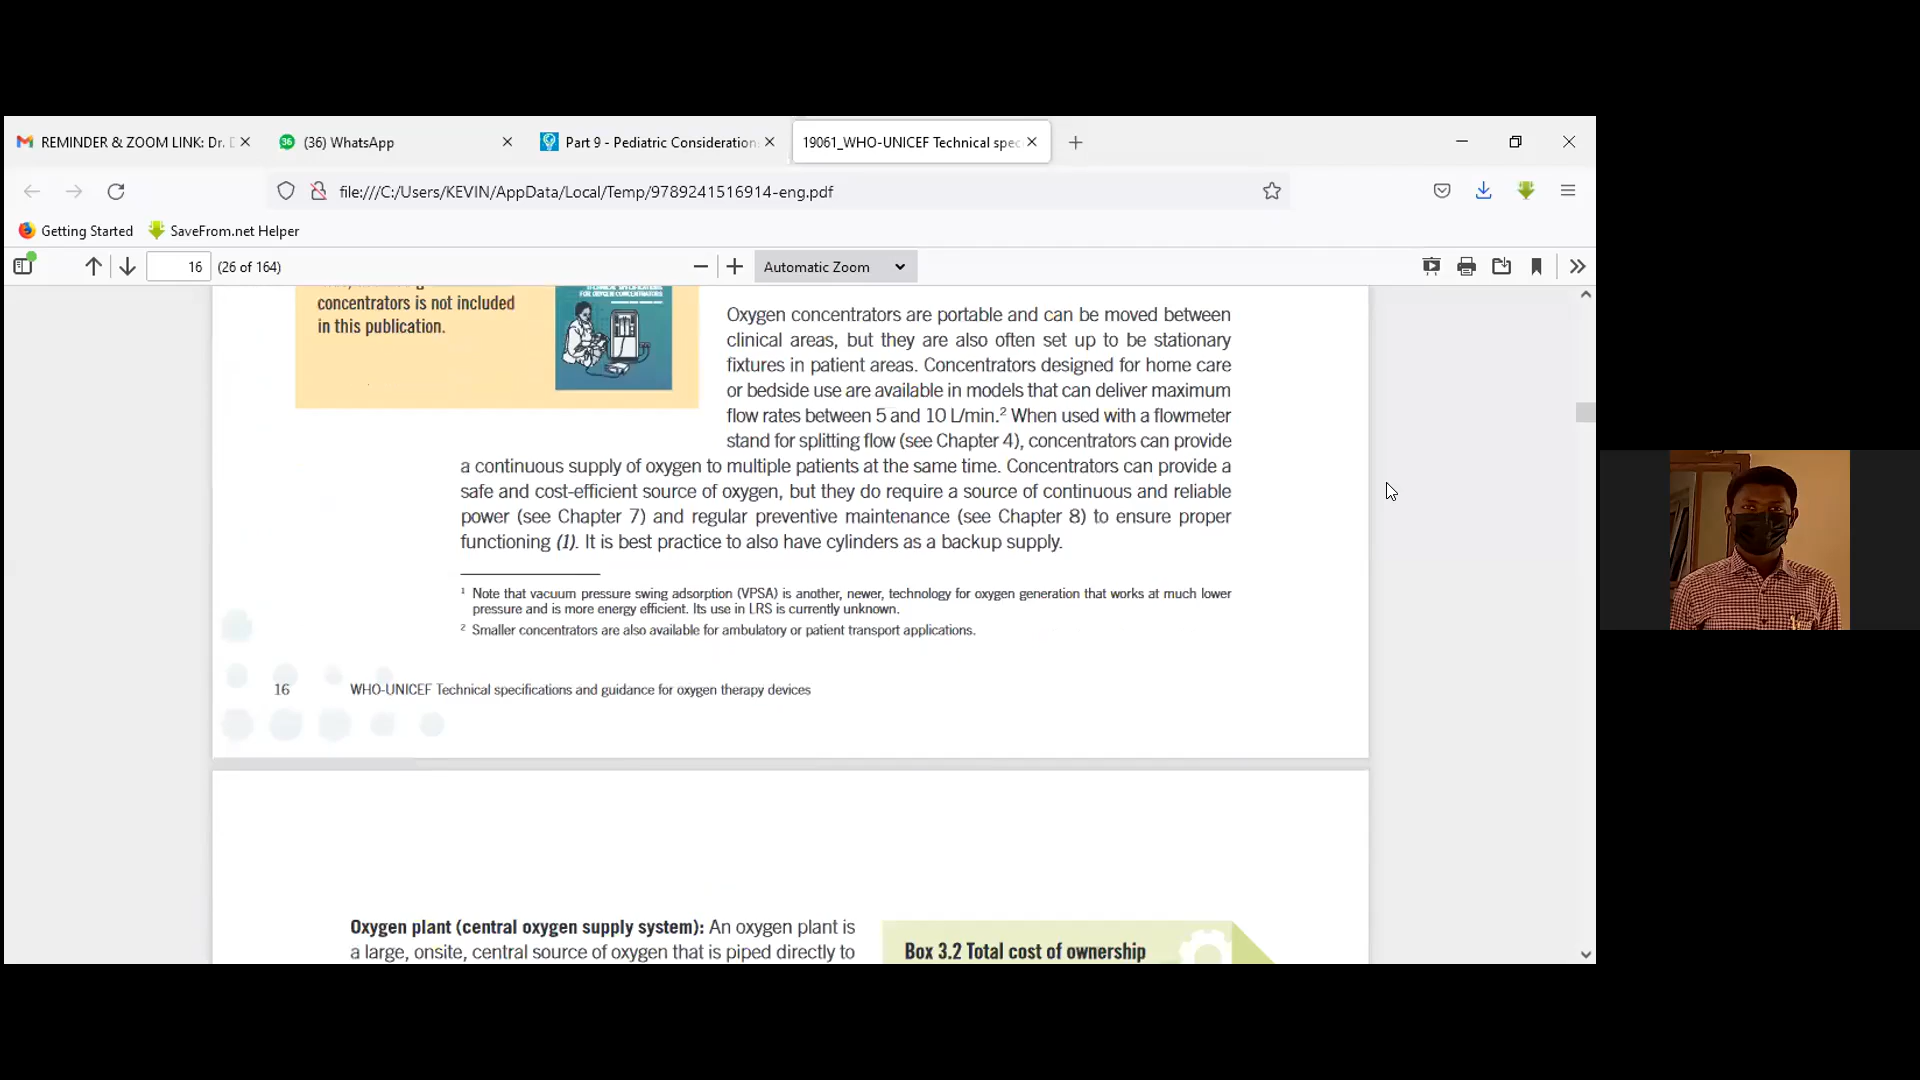 REMINDER & ZOOM LINK: Dr.
(36) WhatsApp
Part 9 - Pediatric Consideration
19061_WHO-UNICEF Technical spec
file:///C:/Users/KEVIN/AppData/Local/Temp/9789241516914-eng.pdf
Getting Started
SaveFrom.net Helper
16
(26 of 164)
Automatic Zoom
concentrators is not included
in this publication.
FOR OXYGEN CONCENTRATORS
Oxygen concentrators are portable and can be moved between
clinical areas, but they are also often set up to be stationary
fixtures in patient areas. Concentrators designed for home care
or bedside use are available in models that can deliver maximum
flow rates between 5 and 10 L/min.² When used with a flowmeter
stand for splitting flow (see Chapter 4), concentrators can provide
a continuous supply of oxygen to multiple patients at the same time. Concentrators can provide a
safe and cost-efficient source of oxygen, but they do require a source of continuous and reliable
power (see Chapter 7) and regular preventive maintenance (see Chapter 8) to ensure proper
functioning (1). It is best practice to also have cylinders as a backup supply.
¹ Note that vacuum pressure swing adsorption (VPSA) is another, newer, technology for oxygen generation that works at much lower
pressure and is more energy efficient. Its use in LRS is currently unknown.
² Smaller concentrators are also available for ambulatory or patient transport applications.
16 WHO-UNICEF Technical specifications and guidance for oxygen therapy devices
Oxygen plant (central oxygen supply system): An oxygen plant is
a large, onsite, central source of oxygen that is piped directly to
Box 3.2 Total cost of ownership